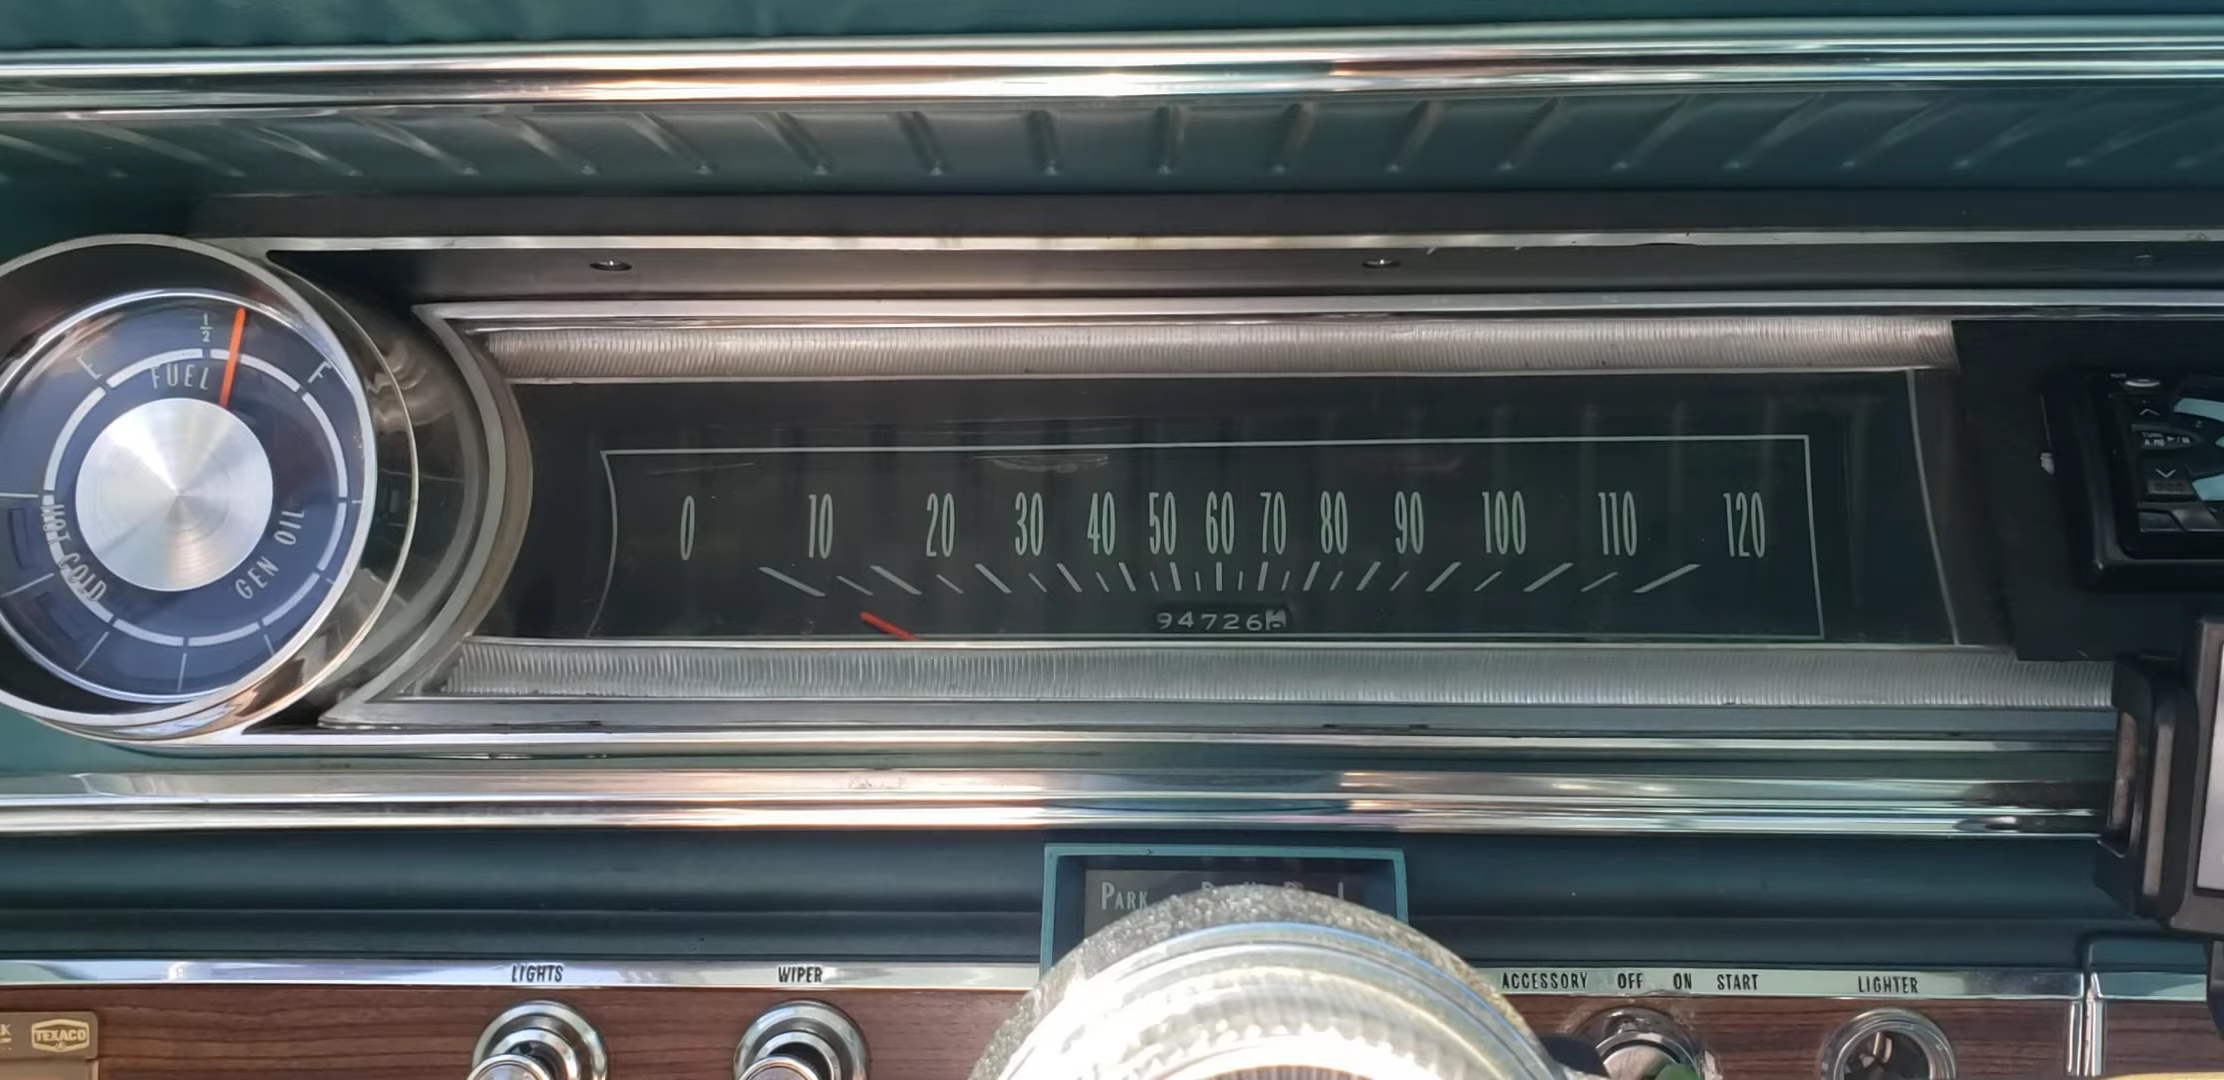 1/2
E
F
FUEL
TEMP
COLD
GEN OIL
0 10 20 30 40 50 60 70 80 90 100 110 120
94726
PARK
LIGHTS WIPER ACCESSORY OFF ON START LIGHTER
TEXACO